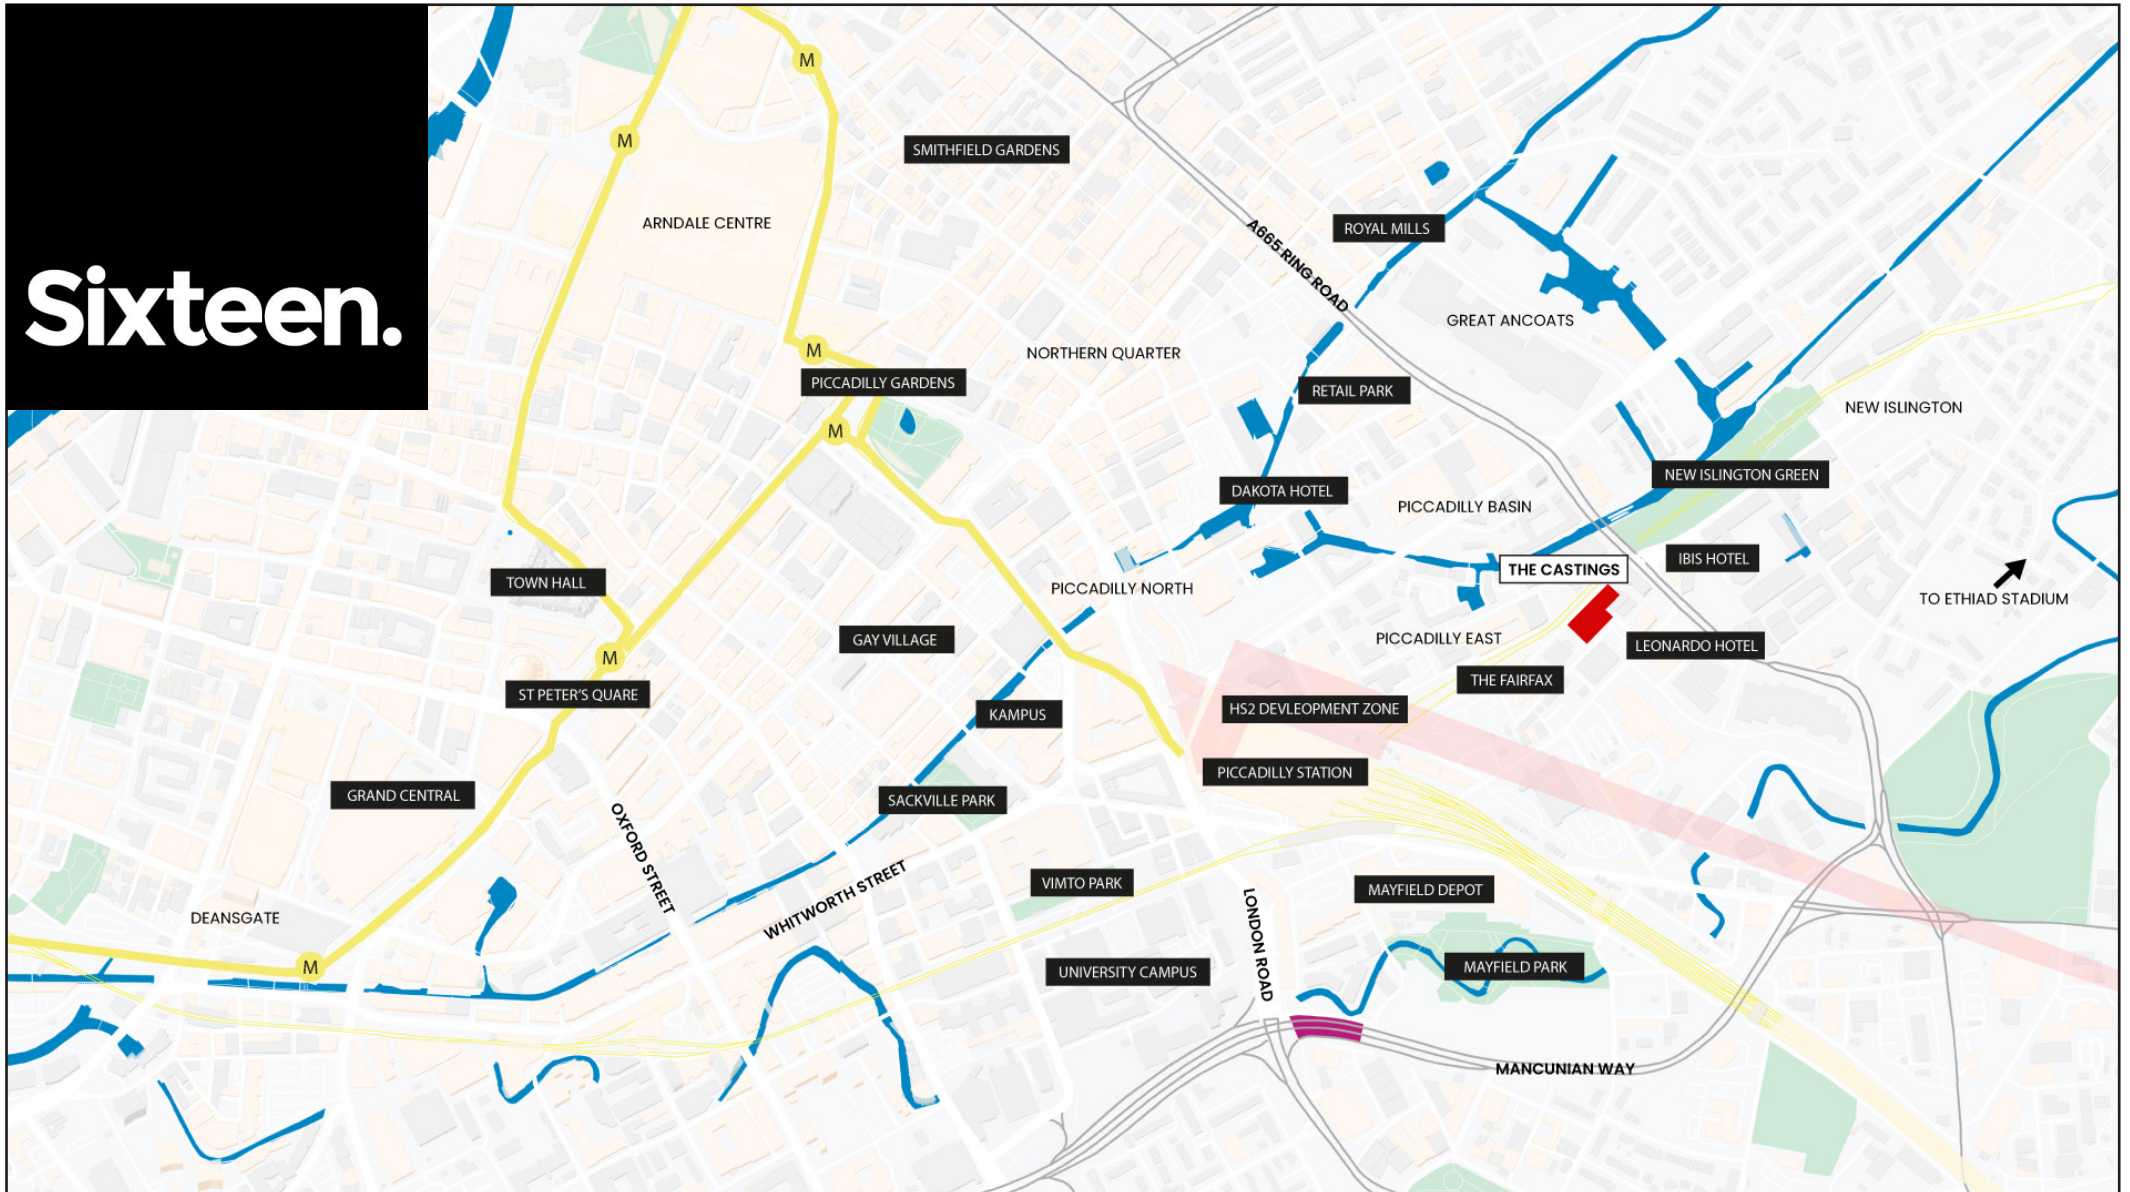 Sixteen.
M
M
SMITHFIELD GARDENS
ARNDALE CENTRE
ROYAL MILLS
A665 RING ROAD
GREAT ANCOATS
M
NORTHERN QUARTER
PICCADILLY GARDENS
RETAIL PARK
NEW ISLINGTON
M
NEW ISLINGTON GREEN
DAKOTA HOTEL
PICCADILLY BASIN
IBIS HOTEL
THE CASTINGS
TOWN HALL
PICCADILLY NORTH
TO ETHIAD STADIUM
GAY VILLAGE
PICCADILLY EAST
LEONARDO HOTEL
M
THE FAIRFAX
ST PETER'S QUARE
HS2 DEVLEOPMENT ZONE
KAMPUS
PICCADILLY STATION
GRAND CENTRAL
SACKVILLE PARK
OXFORD STREET
WHITWORTH STREET
VIMTO PARK
MAYFIELD DEPOT
DEANSGATE
LONDON ROAD
M
UNIVERSITY CAMPUS
MAYFIELD PARK
MANCUNIAN WAY